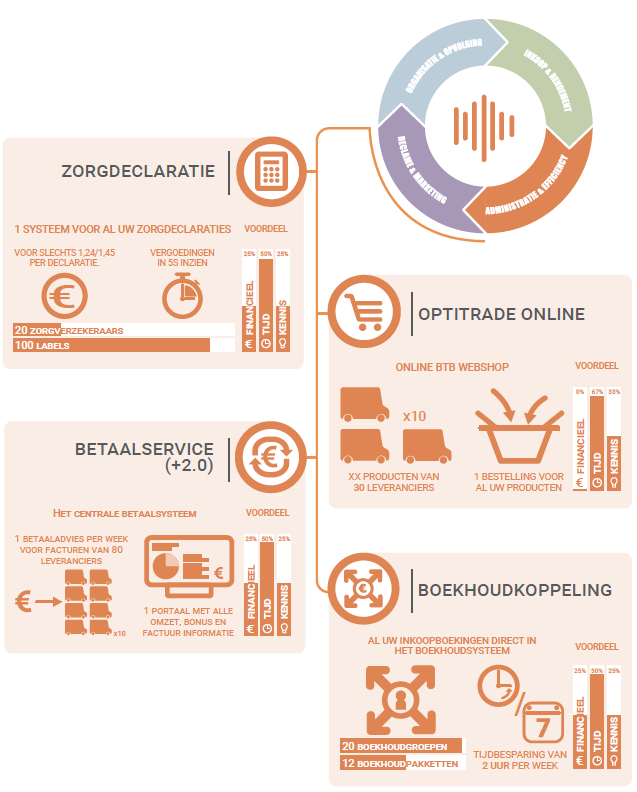 ORGANISATIE & OPVOLGING
INKOOP & RENDEMENT
RECLAME & MARKETING
ADMINISTRATIE & EFFICIENCY
ZORGDECLARATIE
1 SYSTEEM VOOR AL UW ZORGDECLARATIES
VOORDEEL
VOOR SLECHTS 1,24/1,45
PER DECLARATIE.
VERGOEDINGEN
IN 5S INZIEN
25% 50% 25%
€ FINANCIEEL
TIJD
KENNIS
€
20 ZORGVERZEKERAARS
100 LABELS
OPTITRADE ONLINE
ONLINE BTB WEBSHOP
VOORDEEL
0% 67% 33%
€ FINANCIEEL
TIJD
KENNIS
x10
XX PRODUCTEN VAN
30 LEVERANCIERS
1 BESTELLING VOOR
AL UW PRODUCTEN
BETAALSERVICE
(+2.0)
€
HET CENTRALE BETAALSYSTEEM
VOORDEEL
1 BETAALADVIES PER WEEK
VOOR FACTUREN VAN 80
LEVERANCIERS
25% 50% 25%
€ FINANCIEEL
TIJD
KENNIS
€
€
x10
1 PORTAAL MET ALLE
OMZET, BONUS EN
FACTUUR INFORMATIE
BOEKHOUDKOPPELING
€
AL UW INKOOPBOEKINGEN DIRECT IN
HET BOEKHOUDSYSTEEM
VOORDEEL
25% 50% 25%
€ FINANCIEEL
TIJD
KENNIS
7
20 BOEKHOUDGROEPEN
12 BOEKHOUDPAKKETTEN
TIJDBESPARING VAN
2 UUR PER WEEK